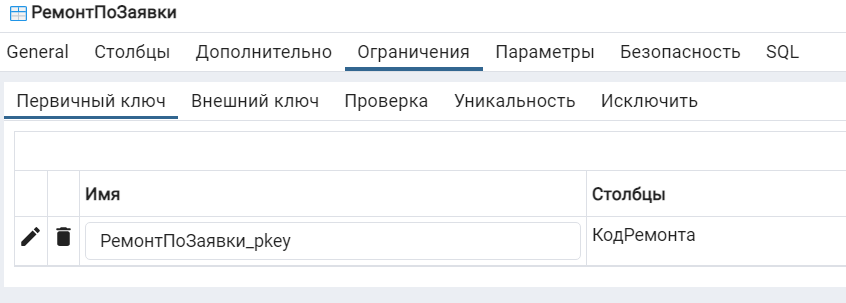 РемонтПоЗаявки
General Столбцы Дополнительно Ограничения Параметры Безопасность SQL
Первичный ключ Внешний ключ Проверка Уникальность Исключить
Имя Столбцы
РемонтПоЗаявки_pkey КодРемонта